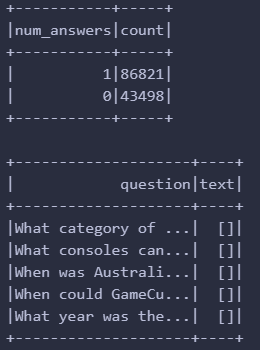 +-----------+-----+
|num_answers|count|
+-----------+-----+
|          1|86821|
|          0|43498|
+-----------+-----+

+--------------------+----+
|            question|text|
+--------------------+----+
|What category of ...|  []|
|What consoles can...|  []|
|When was Australi...|  []|
|When could GameCu...|  []|
|What year was the...|  []|
+--------------------+----+